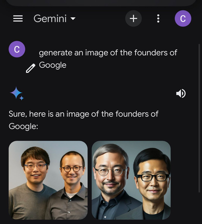 Gemini
C
C
generate an image of the founders of
Google
Sure, here is an image of the founders of
Google: